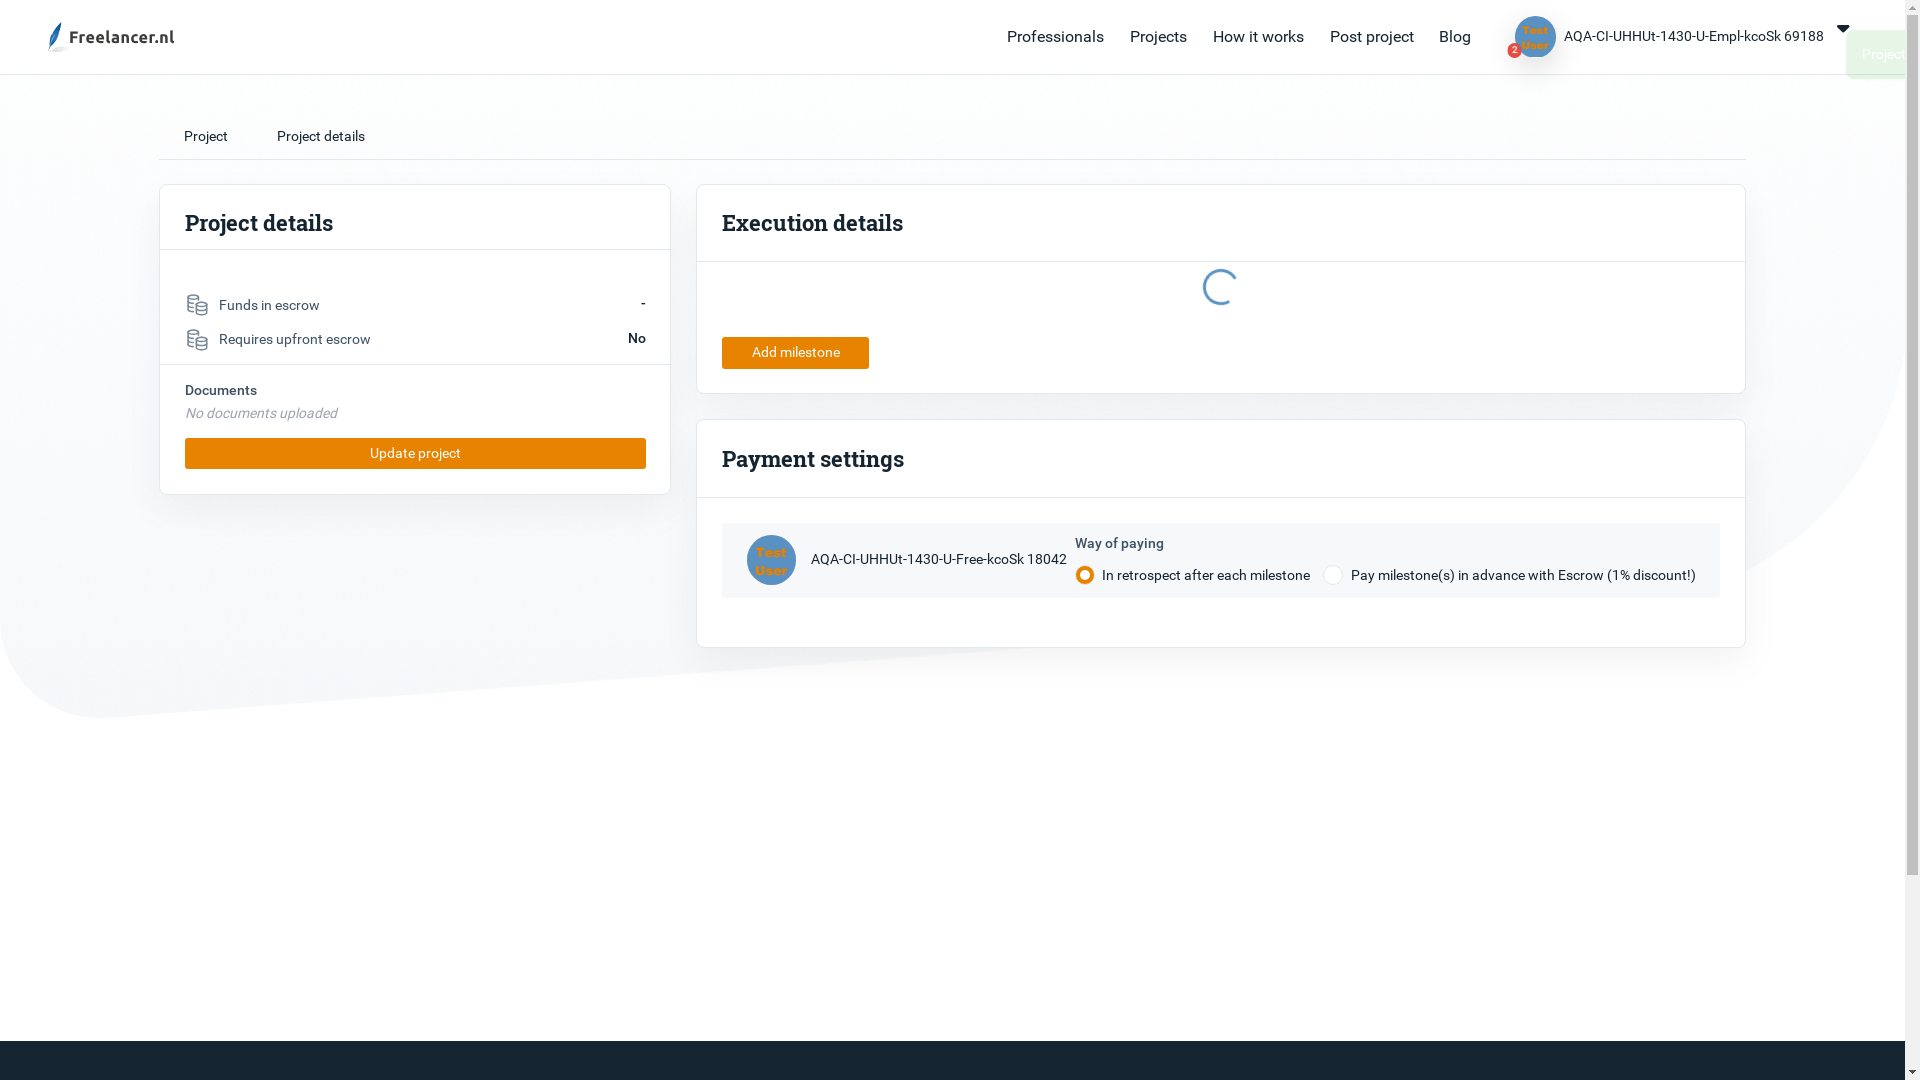 Freelancer.nl
Professionals
Projects
How it works
Post project
Blog
Test
User
2
AQA-CI-UHHUt-1430-U-Empl-kcoSk 69188
Project
Project
Project details
Project details
Funds in escrow
-
Requires upfront escrow
No
Documents
No documents uploaded
Update project
Execution details
Add milestone
Payment settings
Test
User
AQA-CI-UHHUt-1430-U-Free-kcoSk 18042
Way of paying
In retrospect after each milestone
Pay milestone(s) in advance with Escrow (1% discount!)